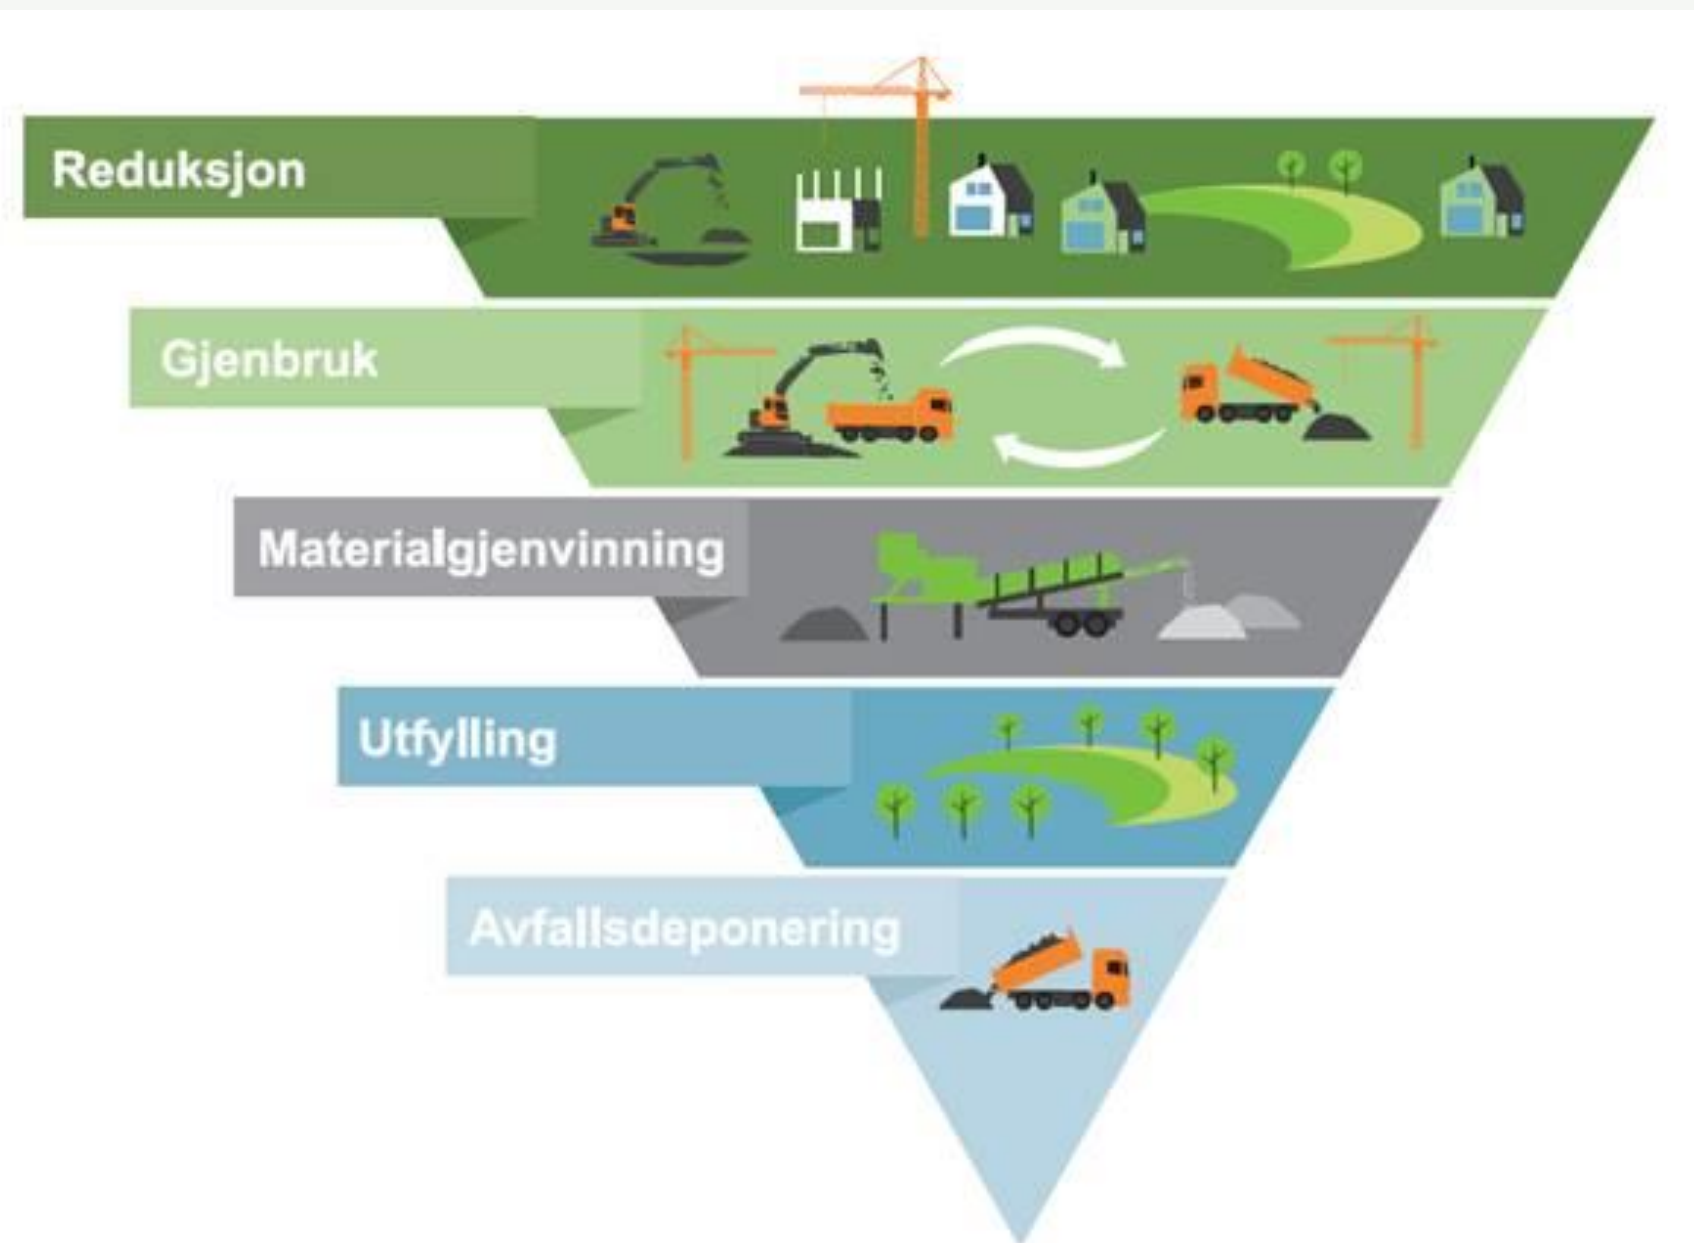 Reduksjon
Gjenbruk
Materialgjenvinning
Utfylling
Avfallsdeponering